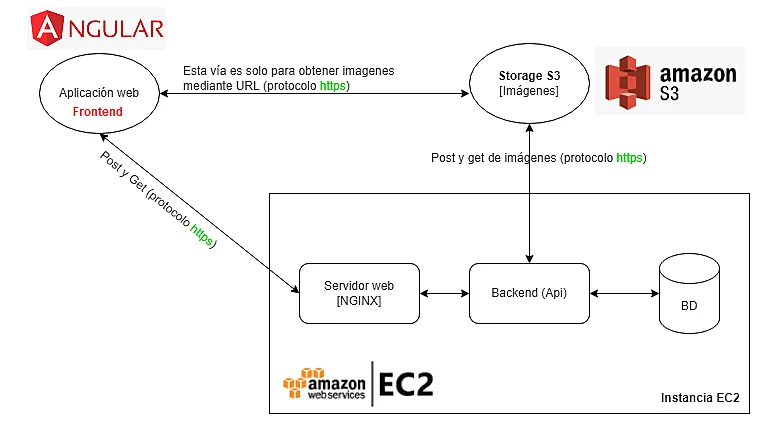 ANGULAR
Esta vía es solo para obtener imagenes
mediante URL (protocolo https)
Aplicación web
Frontend
Storage S3
[Imágenes]
amazon
S3
Post y get de imágenes (protocolo https)
Post y Get (protocolo https)
Servidor web
[NGINX]
Backend (Api)
BD
amazon
webservices
EC2
Instancia EC2